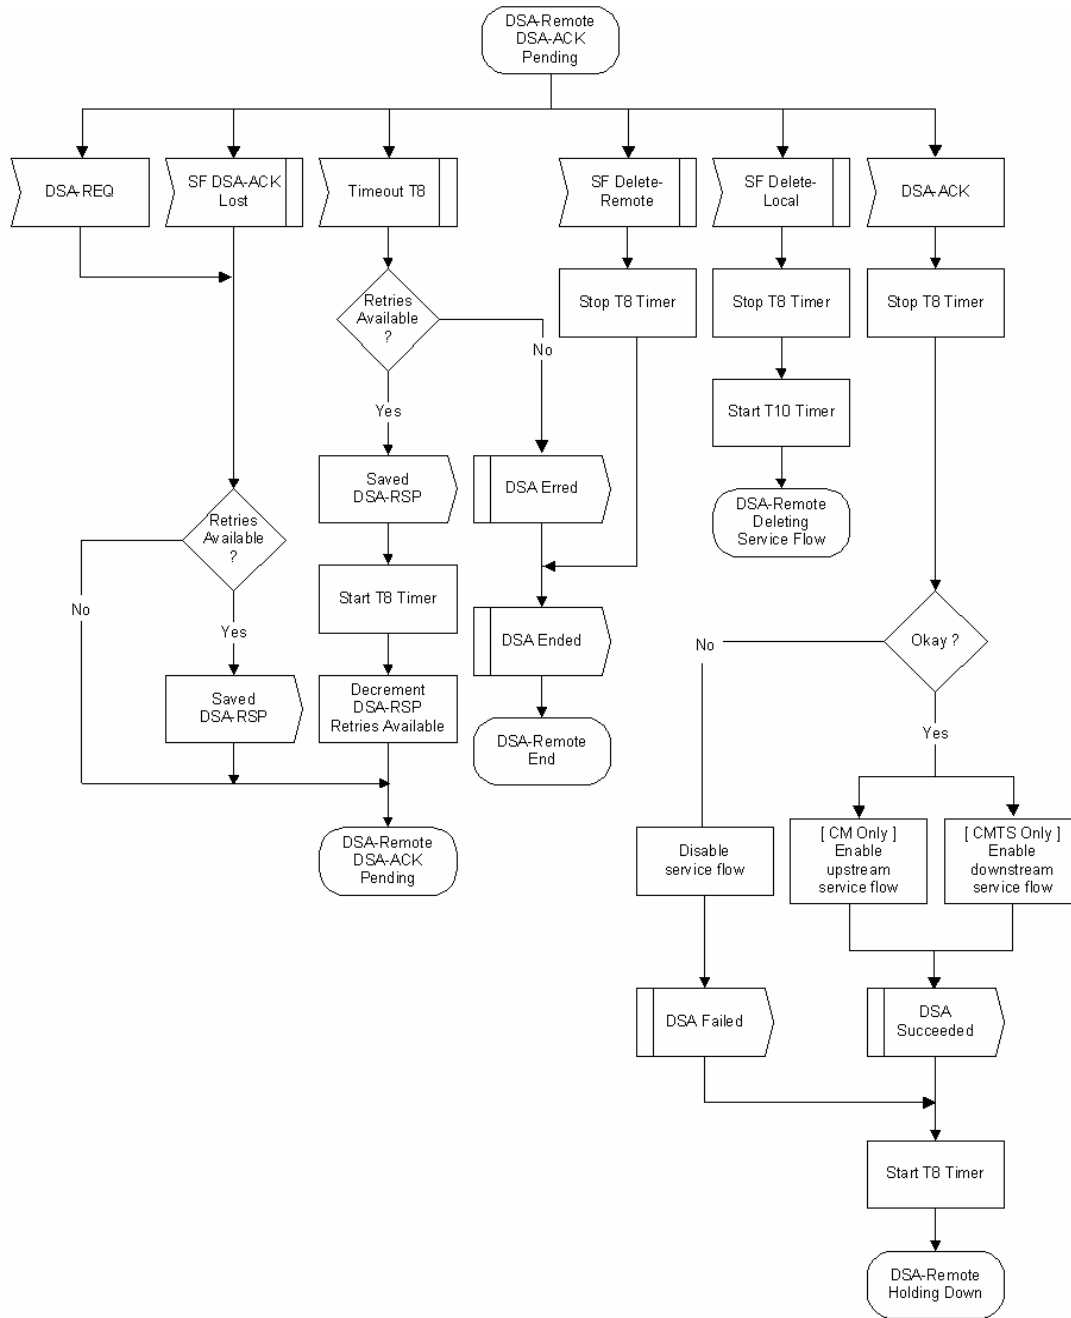 DSA-Remote
DSA-ACK
Pending
DSA-REQ
SF DSA-ACK
Lost
Timeout T8
SF Delete-
Remote
SF Delete-
Local
DSA-ACK
Stop T8 Timer
Stop T8 Timer
Stop T8 Timer
Retries
Available
?
No
Yes
Start T10 Timer
Saved
DSA-RSP
DSA Erred
DSA-Remote
Deleting
Service Flow
Retries
Available
?
No
Yes
Start T8 Timer
DSA Ended
Okay ?
No
Yes
Saved
DSA-RSP
Decrement
DSA-RSP
Retries Available
DSA-Remote
End
DSA-Remote
DSA-ACK
Pending
Disable
service flow
[ CM Only ]
Enable
upstream
service flow
[ CMTS Only ]
Enable
downstream
service flow
DSA Failed
DSA
Succeeded
Start T8 Timer
DSA-Remote
Holding Down